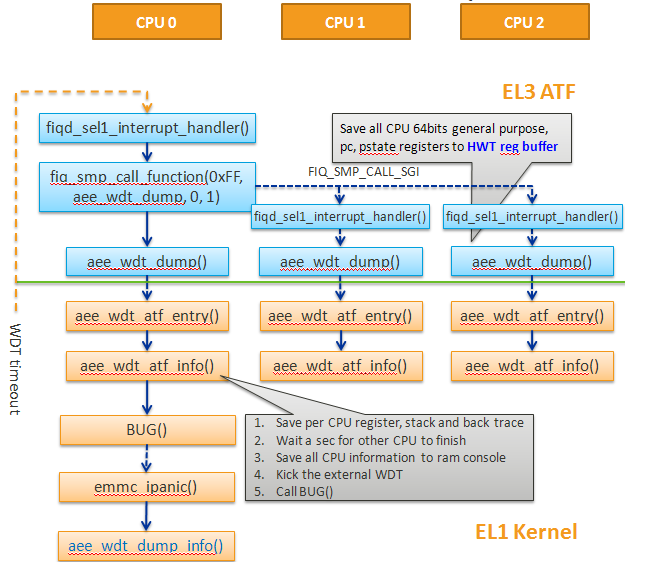 CPU 0
CPU 1
CPU 2
EL3 ATF
fiqd_sel1_interrupt_handler()
Save all CPU 64bits general purpose,
pc, pstate registers to HWT reg buffer
fiq_smp_call_function(0xFF,
aee_wdt_dump, 0, 1)
FIQ_SMP_CALL_SGI
fiqd_sel1_interrupt_handler()
fiqd_sel1_interrupt_handler()
aee_wdt_dump()
aee_wdt_dump()
aee_wdt_dump()
aee_wdt_atf_entry()
aee_wdt_atf_entry()
aee_wdt_atf_entry()
WDT timeout
aee_wdt_atf_info()
aee_wdt_atf_info()
aee_wdt_atf_info()
BUG()
1. Save per CPU register, stack and back trace
2. Wait a sec for other CPU to finish
3. Save all CPU information to ram console
4. Kick the external WDT
5. Call BUG()
emmc_ipanic()
aee_wdt_dump_info()
EL1 Kernel